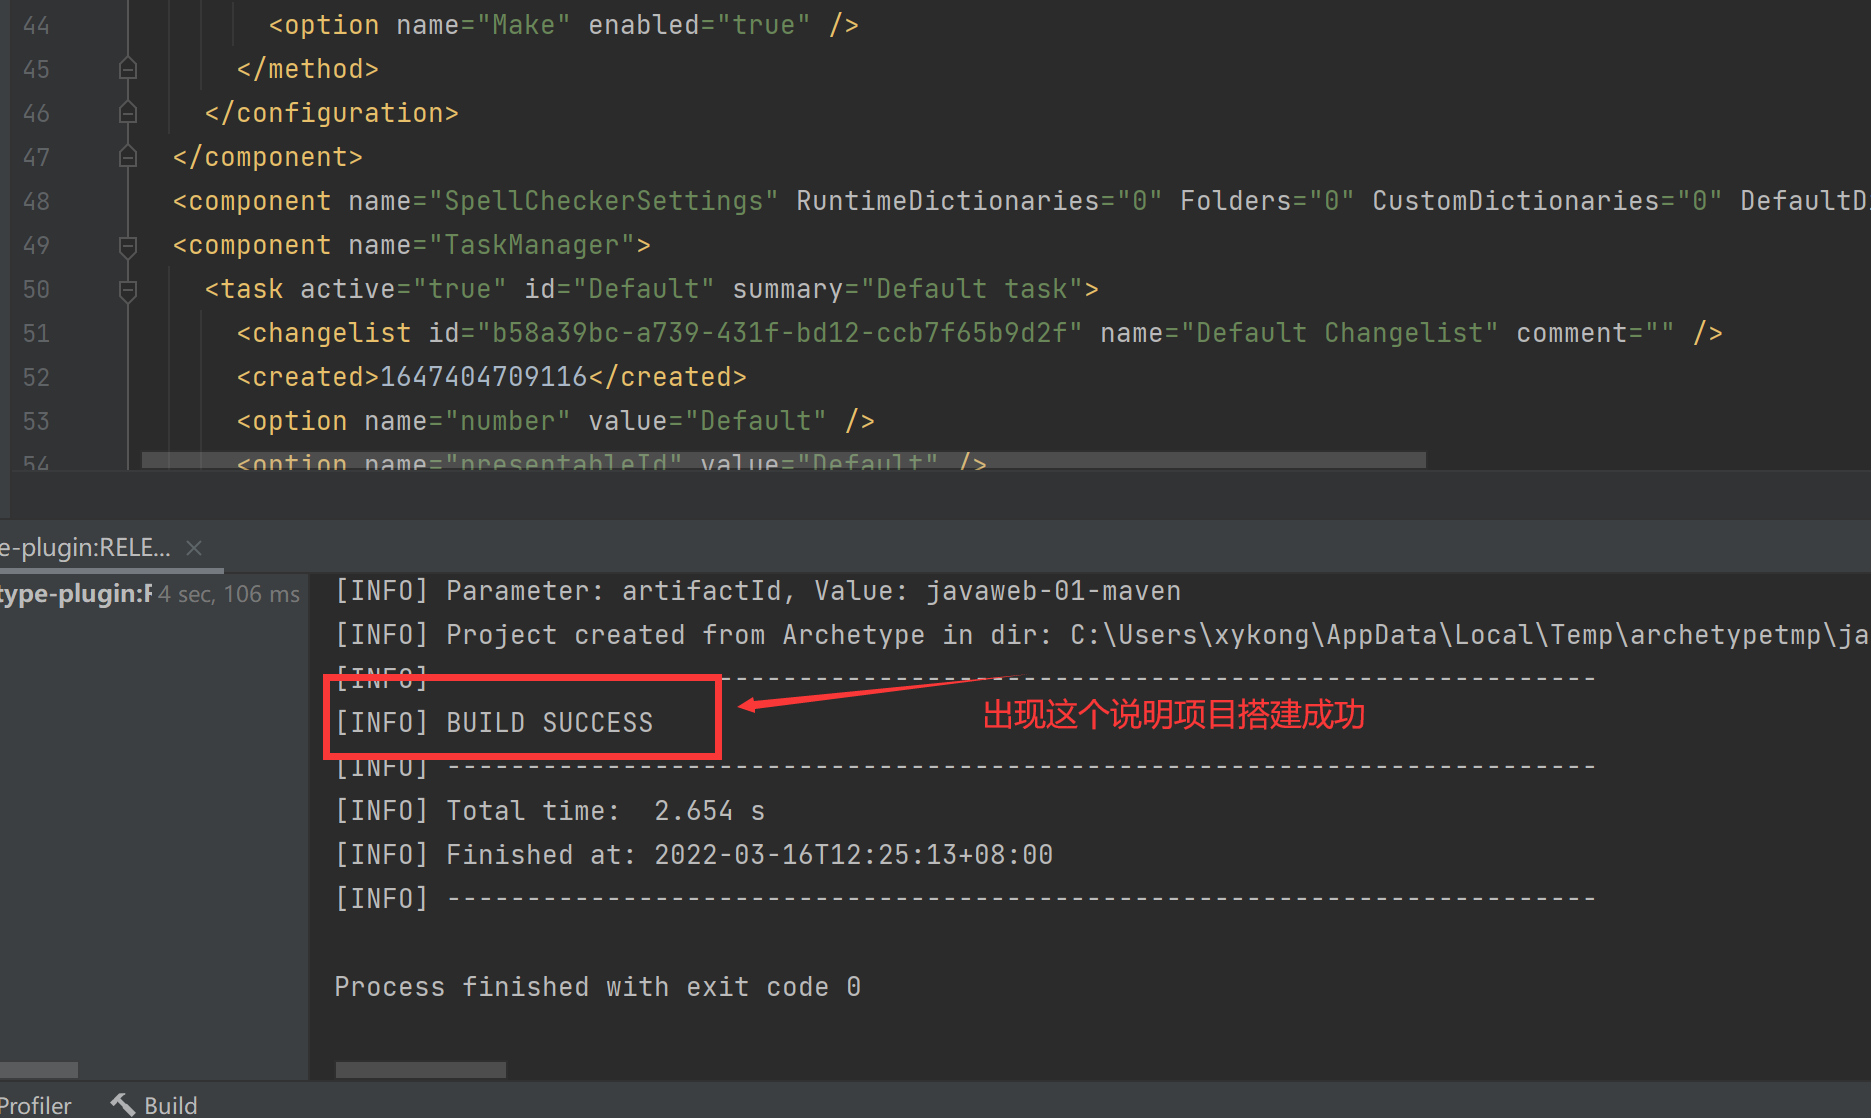 44 <option name="Make" enabled="true" />
45 </method>
46 </configuration>
47 </component>
48 <component name="SpellCheckerSettings" RuntimeDictionaries="0" Folders="0" CustomDictionaries="0" DefaultD
49 <component name="TaskManager">
50 <task active="true" id="Default" summary="Default task">
51 <changelist id="b58a39bc-a739-431f-bd12-ccb7f65b9d2f" name="Default Changelist" comment="" />
52 <created>1647404709116</created>
53 <option name="number" value="Default" />
54 <option name="presentableId" value="Default" />
e-plugin:RELE...
type-plugin:R 4 sec, 106 ms
[INFO] Parameter: artifactId, Value: javaweb-01-maven
[INFO] Project created from Archetype in dir: C:\Users\xykong\AppData\Local\Temp\archetypetmp\ja
[INFO] ------------------------------------------------------------------------
[INFO] BUILD SUCCESS
出现这个说明项目搭建成功
[INFO] ------------------------------------------------------------------------
[INFO] Total time:  2.654 s
[INFO] Finished at: 2022-03-16T12:25:13+08:00
[INFO] ------------------------------------------------------------------------
Process finished with exit code 0
Profiler Build